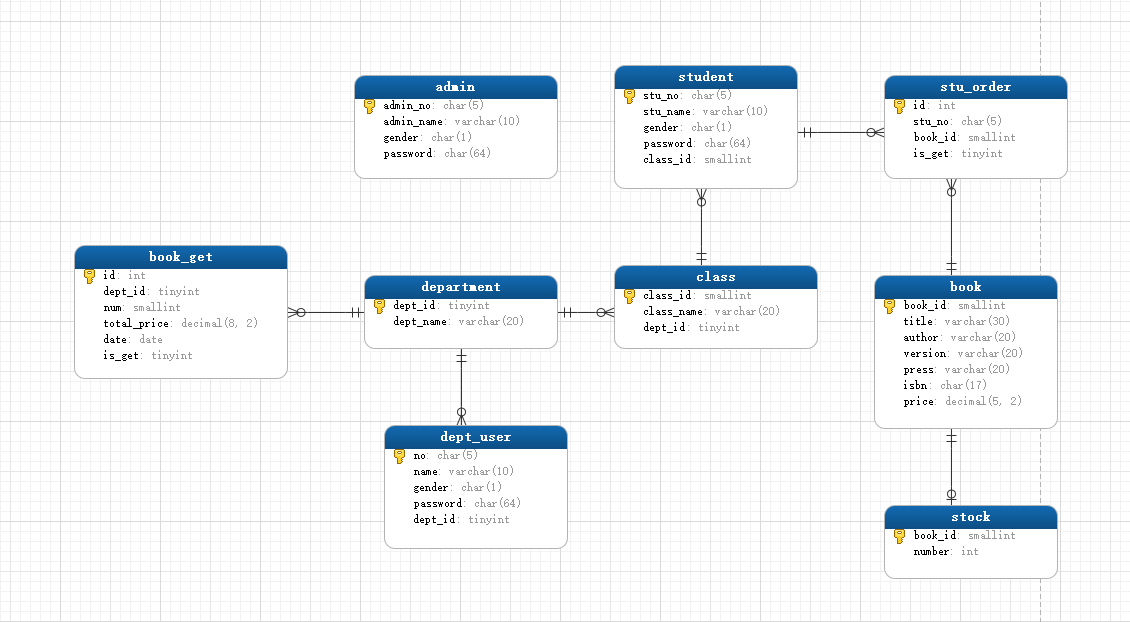 admin
admin_no: char(5)
admin_name: varchar(10)
gender: char(1)
password: char(64)
student
stu_no: char(5)
stu_name: varchar(10)
gender: char(1)
password: char(64)
class_id: smallint
stu_order
id: int
stu_no: char(5)
book_id: smallint
is_get: tinyint
book_get
id: int
dept_id: tinyint
num: smallint
total_price: decimal(8, 2)
date: date
is_get: tinyint
department
dept_id: tinyint
dept_name: varchar(20)
class
class_id: smallint
class_name: varchar(20)
dept_id: tinyint
book
book_id: smallint
title: varchar(30)
author: varchar(20)
version: varchar(20)
press: varchar(20)
isbn: char(17)
price: decimal(5, 2)
dept_user
no: char(5)
name: varchar(10)
gender: char(1)
password: char(64)
dept_id: tinyint
stock
book_id: smallint
number: int